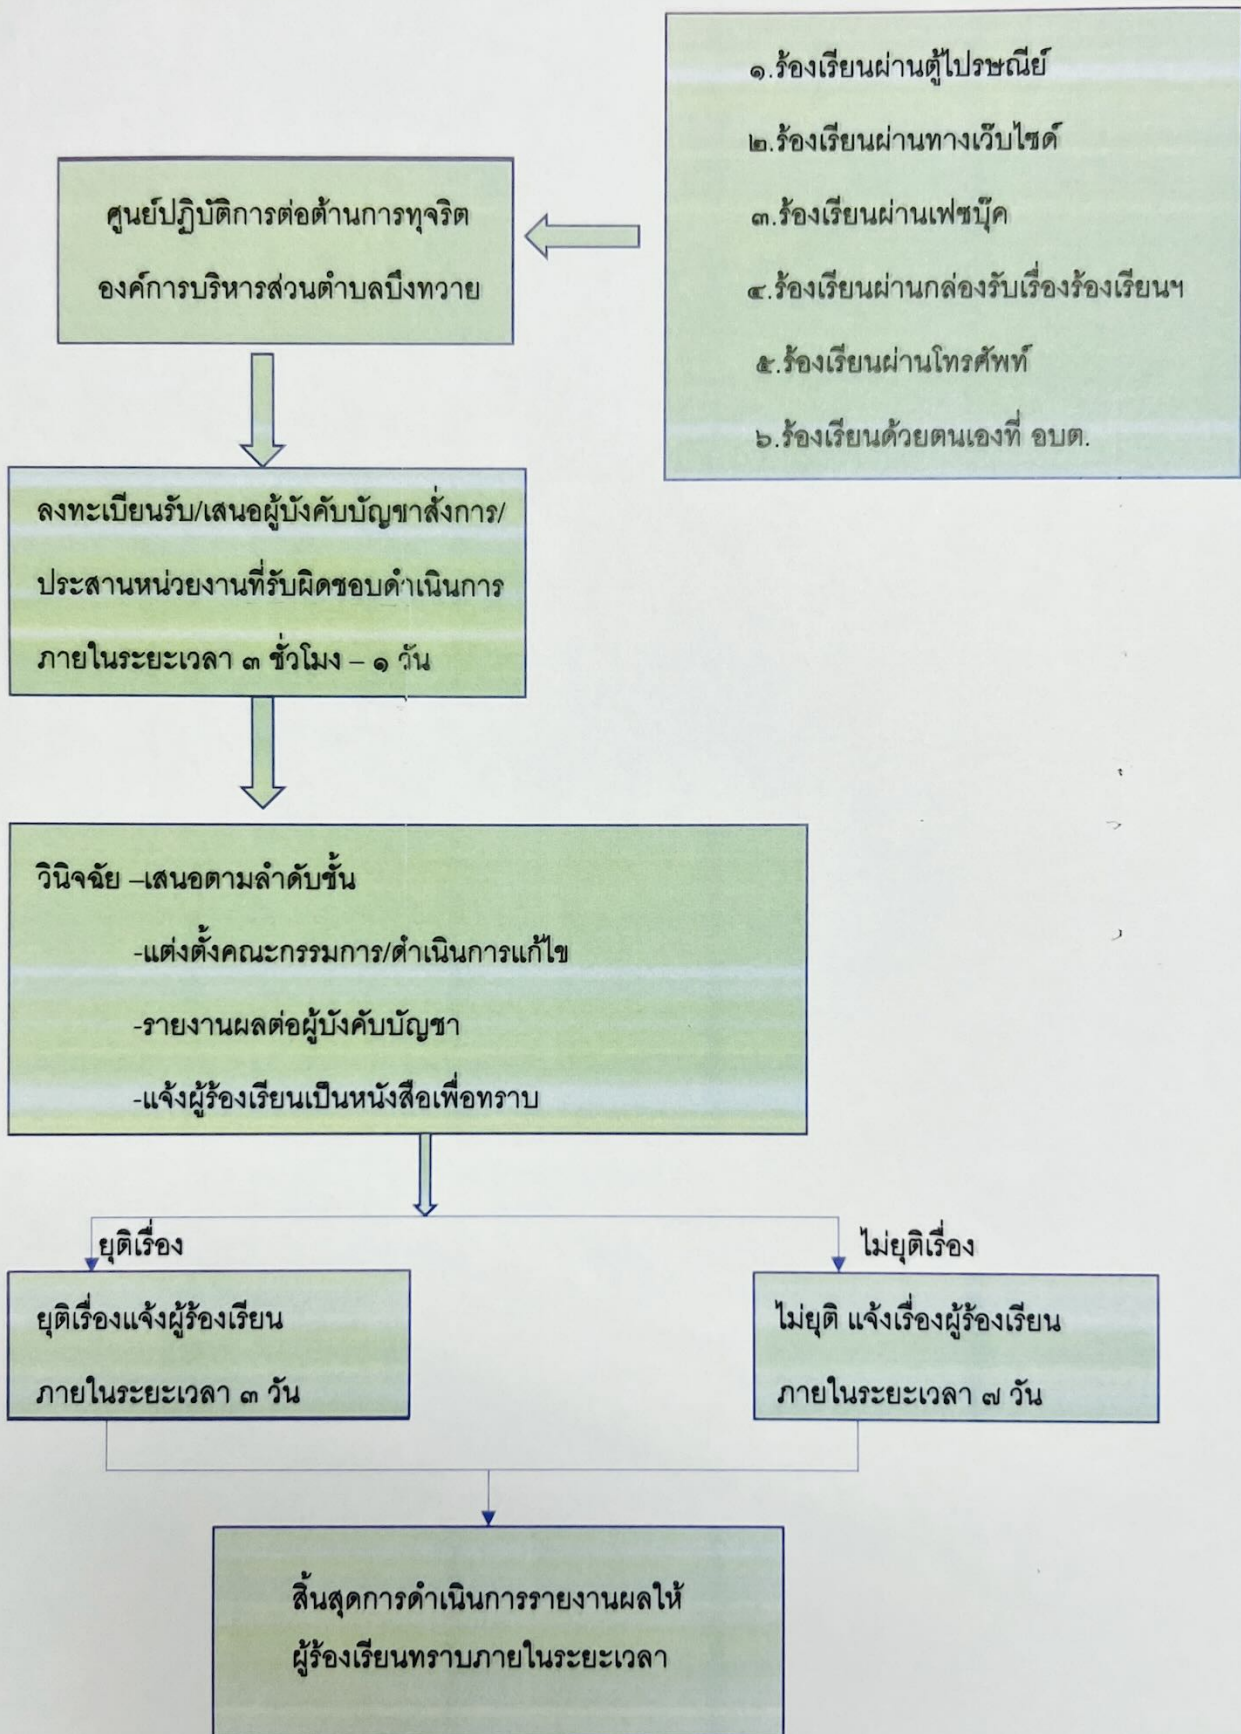 ๑.ร้องเรียนผ่านตู้ไปรษณีย์
๒.ร้องเรียนผ่านทางเว็บไซด์
๓.ร้องเรียนผ่านเฟซบุ๊ค
๔.ร้องเรียนผ่านกล่องรับเรื่องร้องเรียนฯ
๕.ร้องเรียนผ่านโทรศัพท์
๖.ร้องเรียนด้วยตนเองที่ อบต.
ศูนย์ปฏิบัติการต่อต้านการทุจริต
องค์การบริหารส่วนตำบลบึงทวาย
ลงทะเบียนรับ/เสนอผู้บังคับบัญชาสั่งการ/
ประสานหน่วยงานที่รับผิดชอบดำเนินการ
ภายในระยะเวลา ๓ ชั่วโมง – ๑ วัน
วินิจฉัย –เสนอตามลำดับชั้น
-แต่งตั้งคณะกรรมการ/ดำเนินการแก้ไข
-รายงานผลต่อผู้บังคับบัญชา
-แจ้งผู้ร้องเรียนเป็นหนังสือเพื่อทราบ
ยุติเรื่อง
ยุติเรื่องแจ้งผู้ร้องเรียน
ภายในระยะเวลา ๓ วัน
ไม่ยุติเรื่อง
ไม่ยุติ แจ้งเรื่องผู้ร้องเรียน
ภายในระยะเวลา ๗ วัน
สิ้นสุดการดำเนินการรายงานผลให้
ผู้ร้องเรียนทราบภายในระยะเวลา